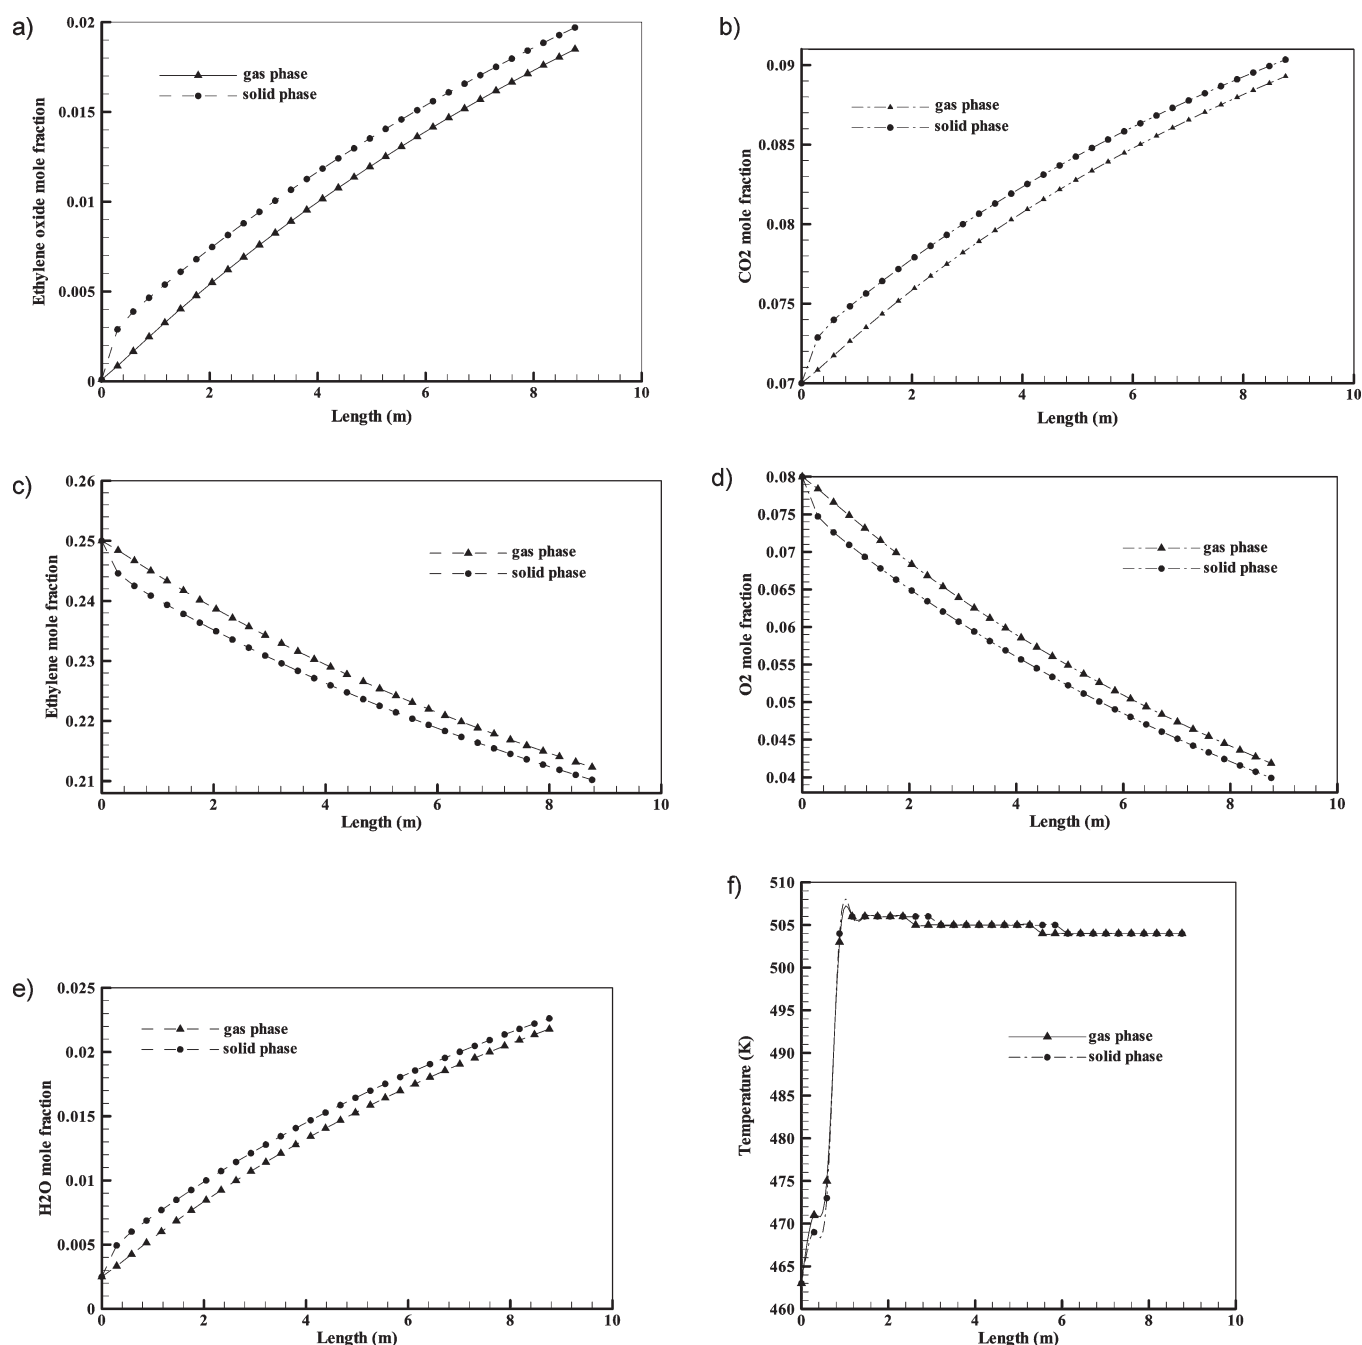 a)
Ethylene oxide mole fraction
0.02
0.015
0.01
0.005
0
gas phase
solid phase
0 2 4 6 8 10
Length (m)
b)
CO2 mole fraction
0.09
0.085
0.08
0.075
0.07
gas phase
solid phase
0 2 4 6 8 10
Length (m)
c)
Ethylene mole fraction
0.26
0.25
0.24
0.23
0.22
0.21
gas phase
solid phase
0 2 4 6 8 10
Length (m)
d)
O2 mole fraction
0.08
0.075
0.07
0.065
0.06
0.055
0.05
0.045
0.04
gas phase
solid phase
0 2 4 6 8 10
Length (m)
e)
H2O mole fraction
0.025
0.02
0.015
0.01
0.005
0
gas phase
solid phase
0 2 4 6 8 10
Length (m)
f)
Temperature (K)
510
505
500
495
490
485
480
475
470
465
460
gas phase
solid phase
0 2 4 6 8 10
Length (m)